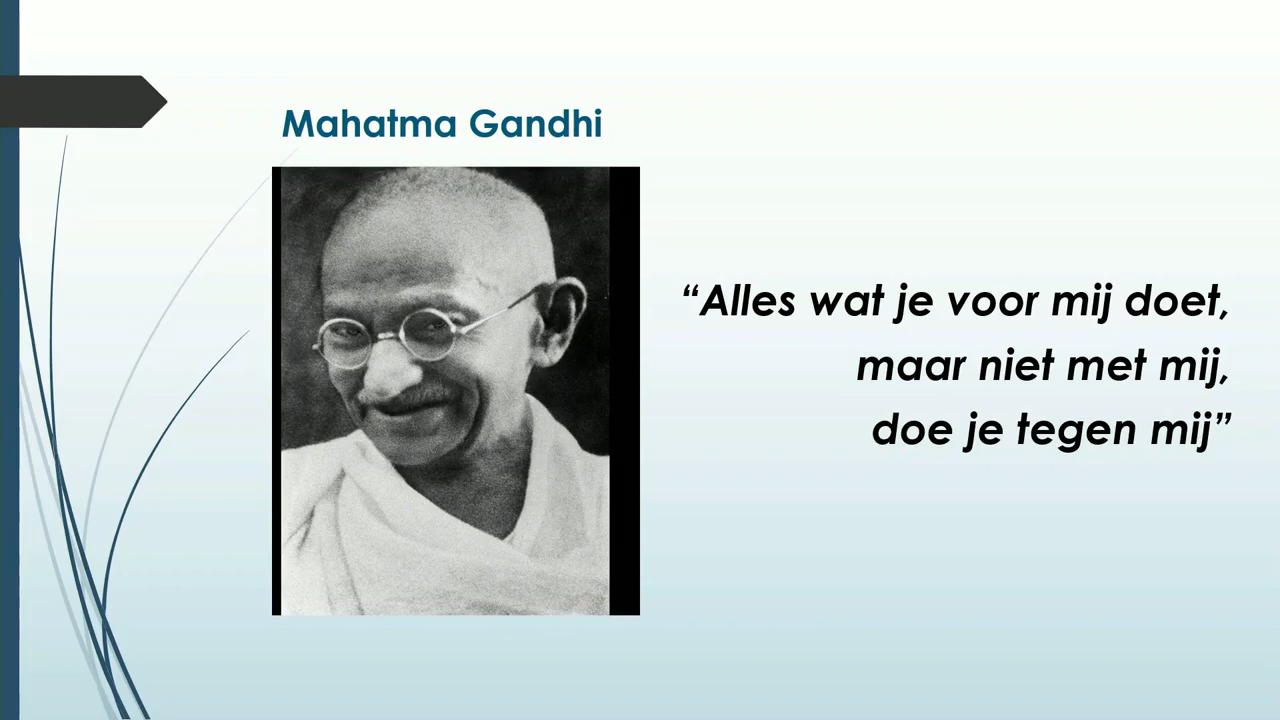 Mahatma Gandhi
“Alles wat je voor mij doet,
maar niet met mij,
doe je tegen mij”